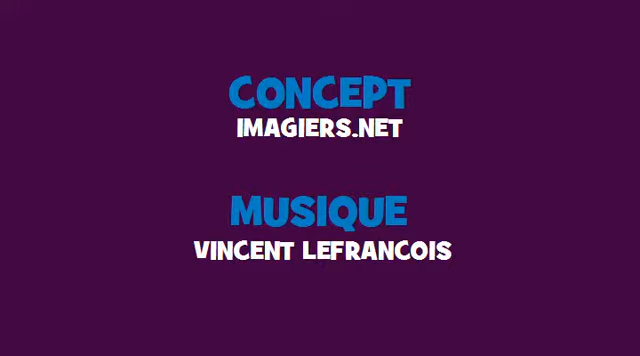 CONCEPT
IMAGIERS.NET
MUSIQUE
VINCENT LEFRANCOIS